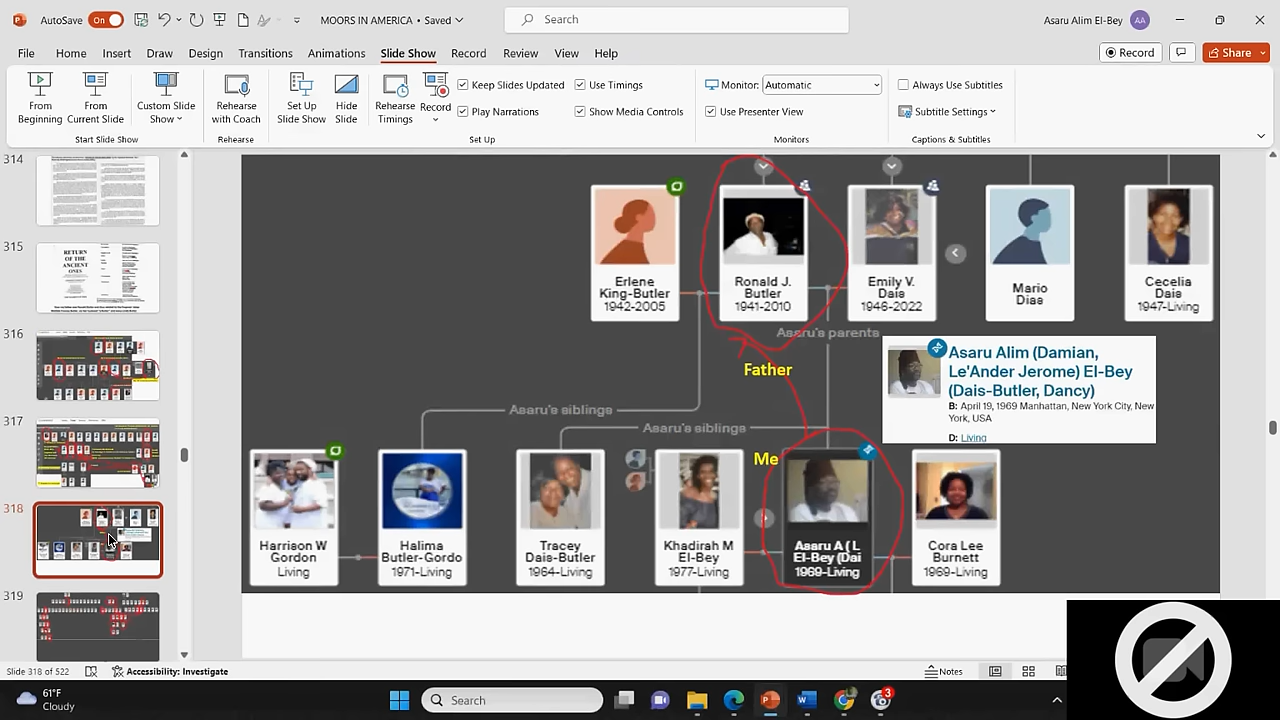 AutoSave On MOORS IN AMERICA • Saved Search Asaru Alim El-Bey AA
File Home Insert Draw Design Transitions Animations Slide Show Record Review View Help Record Share
From Beginning From Current Slide Custom Slide Show Rehearse with Coach Set Up Slide Show Hide Slide Rehearse Timings Record Keep Slides Updated Use Timings Monitor: Automatic Always Use Subtitles
Play Narrations Show Media Controls Use Presenter View Subtitle Settings
Start Slide Show Rehearse Set Up Monitors Captions & Subtitles
314
315
RETURN
OF THE
ANCIENT
ONES
316
317
318
319
Erlene
King-Butler
1942-2005
Ronald J.
Butler
1941-2010
Emily V.
Dais
1946-2022
Mario
Dias
Cecelia
Dais
1947-Living
Asaru's parents
Father
Asaru Alim (Damian,
Le'Ander Jerome) El-Bey
(Dais-Butler, Dancy)
B: April 19, 1969 Manhattan, New York City, New
York, USA
D: Living
Asaru's siblings
Asaru's siblings
Me
Harrison W
Gordon
Living
Halima
Butler-Gordo
1971-Living
Tracey
Dais-Butler
1964-Living
Khadirah M
El-Bey
1977-Living
Asaru A ( L
El-Bey (Dai
1969-Living
Cora Lee
Burnett
1969-Living
Slide 318 of 522 Accessibility: Investigate Notes
61°F
Cloudy
Search
3